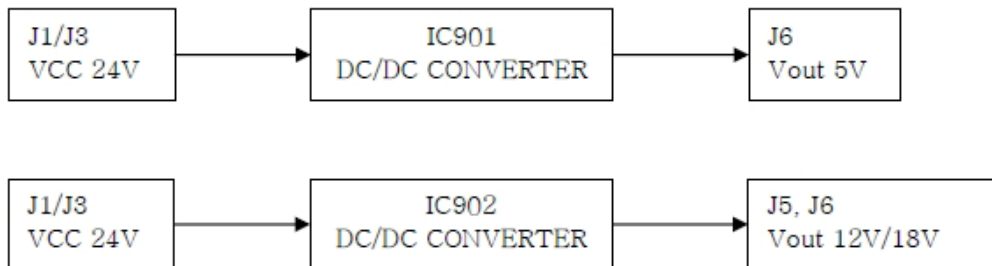 J1/J3
VCC 24V
IC901
DC/DC CONVERTER
J6
Vout 5V
J1/J3
VCC 24V
IC902
DC/DC CONVERTER
J5, J6
Vout 12V/18V